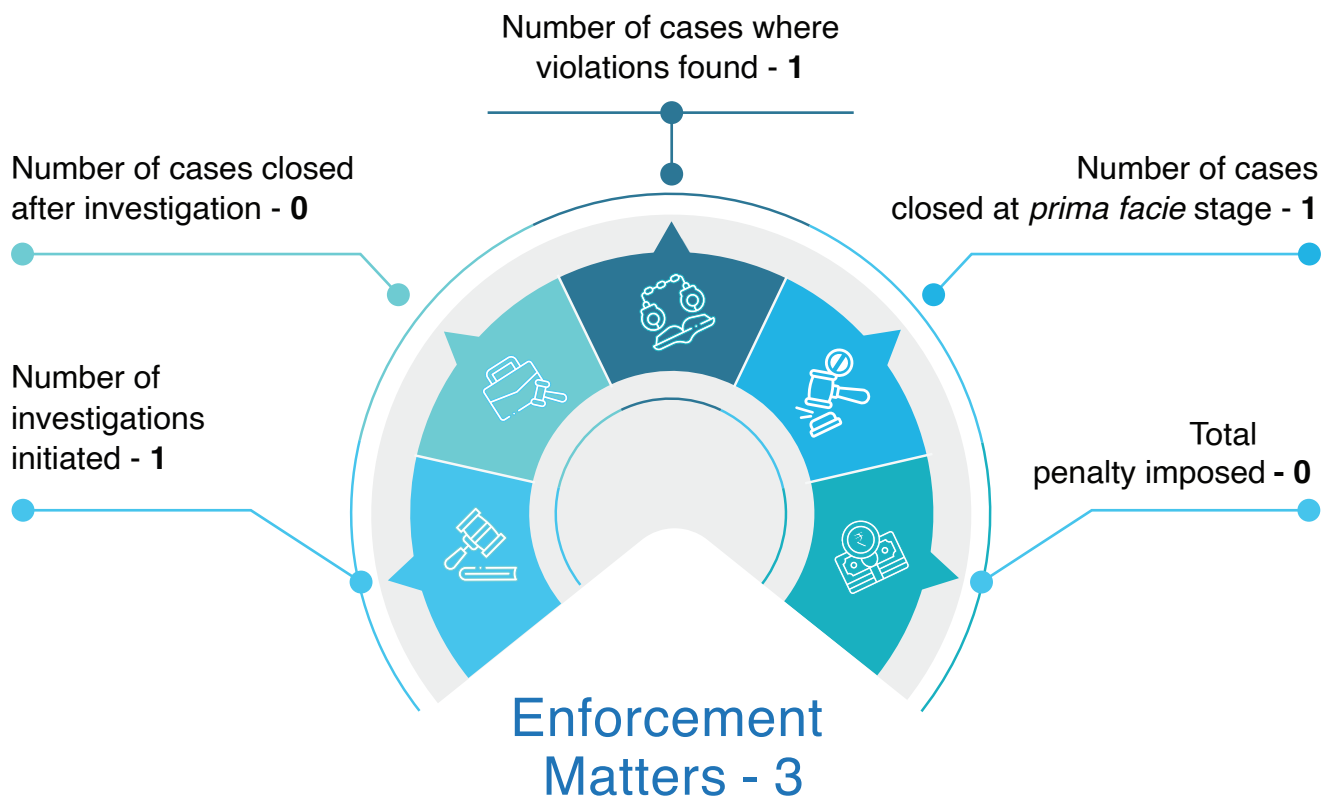 Number of cases where
violations found - 1
Number of cases closed
after investigation - 0
Number of cases
closed at prima facie stage - 1
Number of
investigations
initiated - 1
Total
penalty imposed - 0
Enforcement
Matters - 3